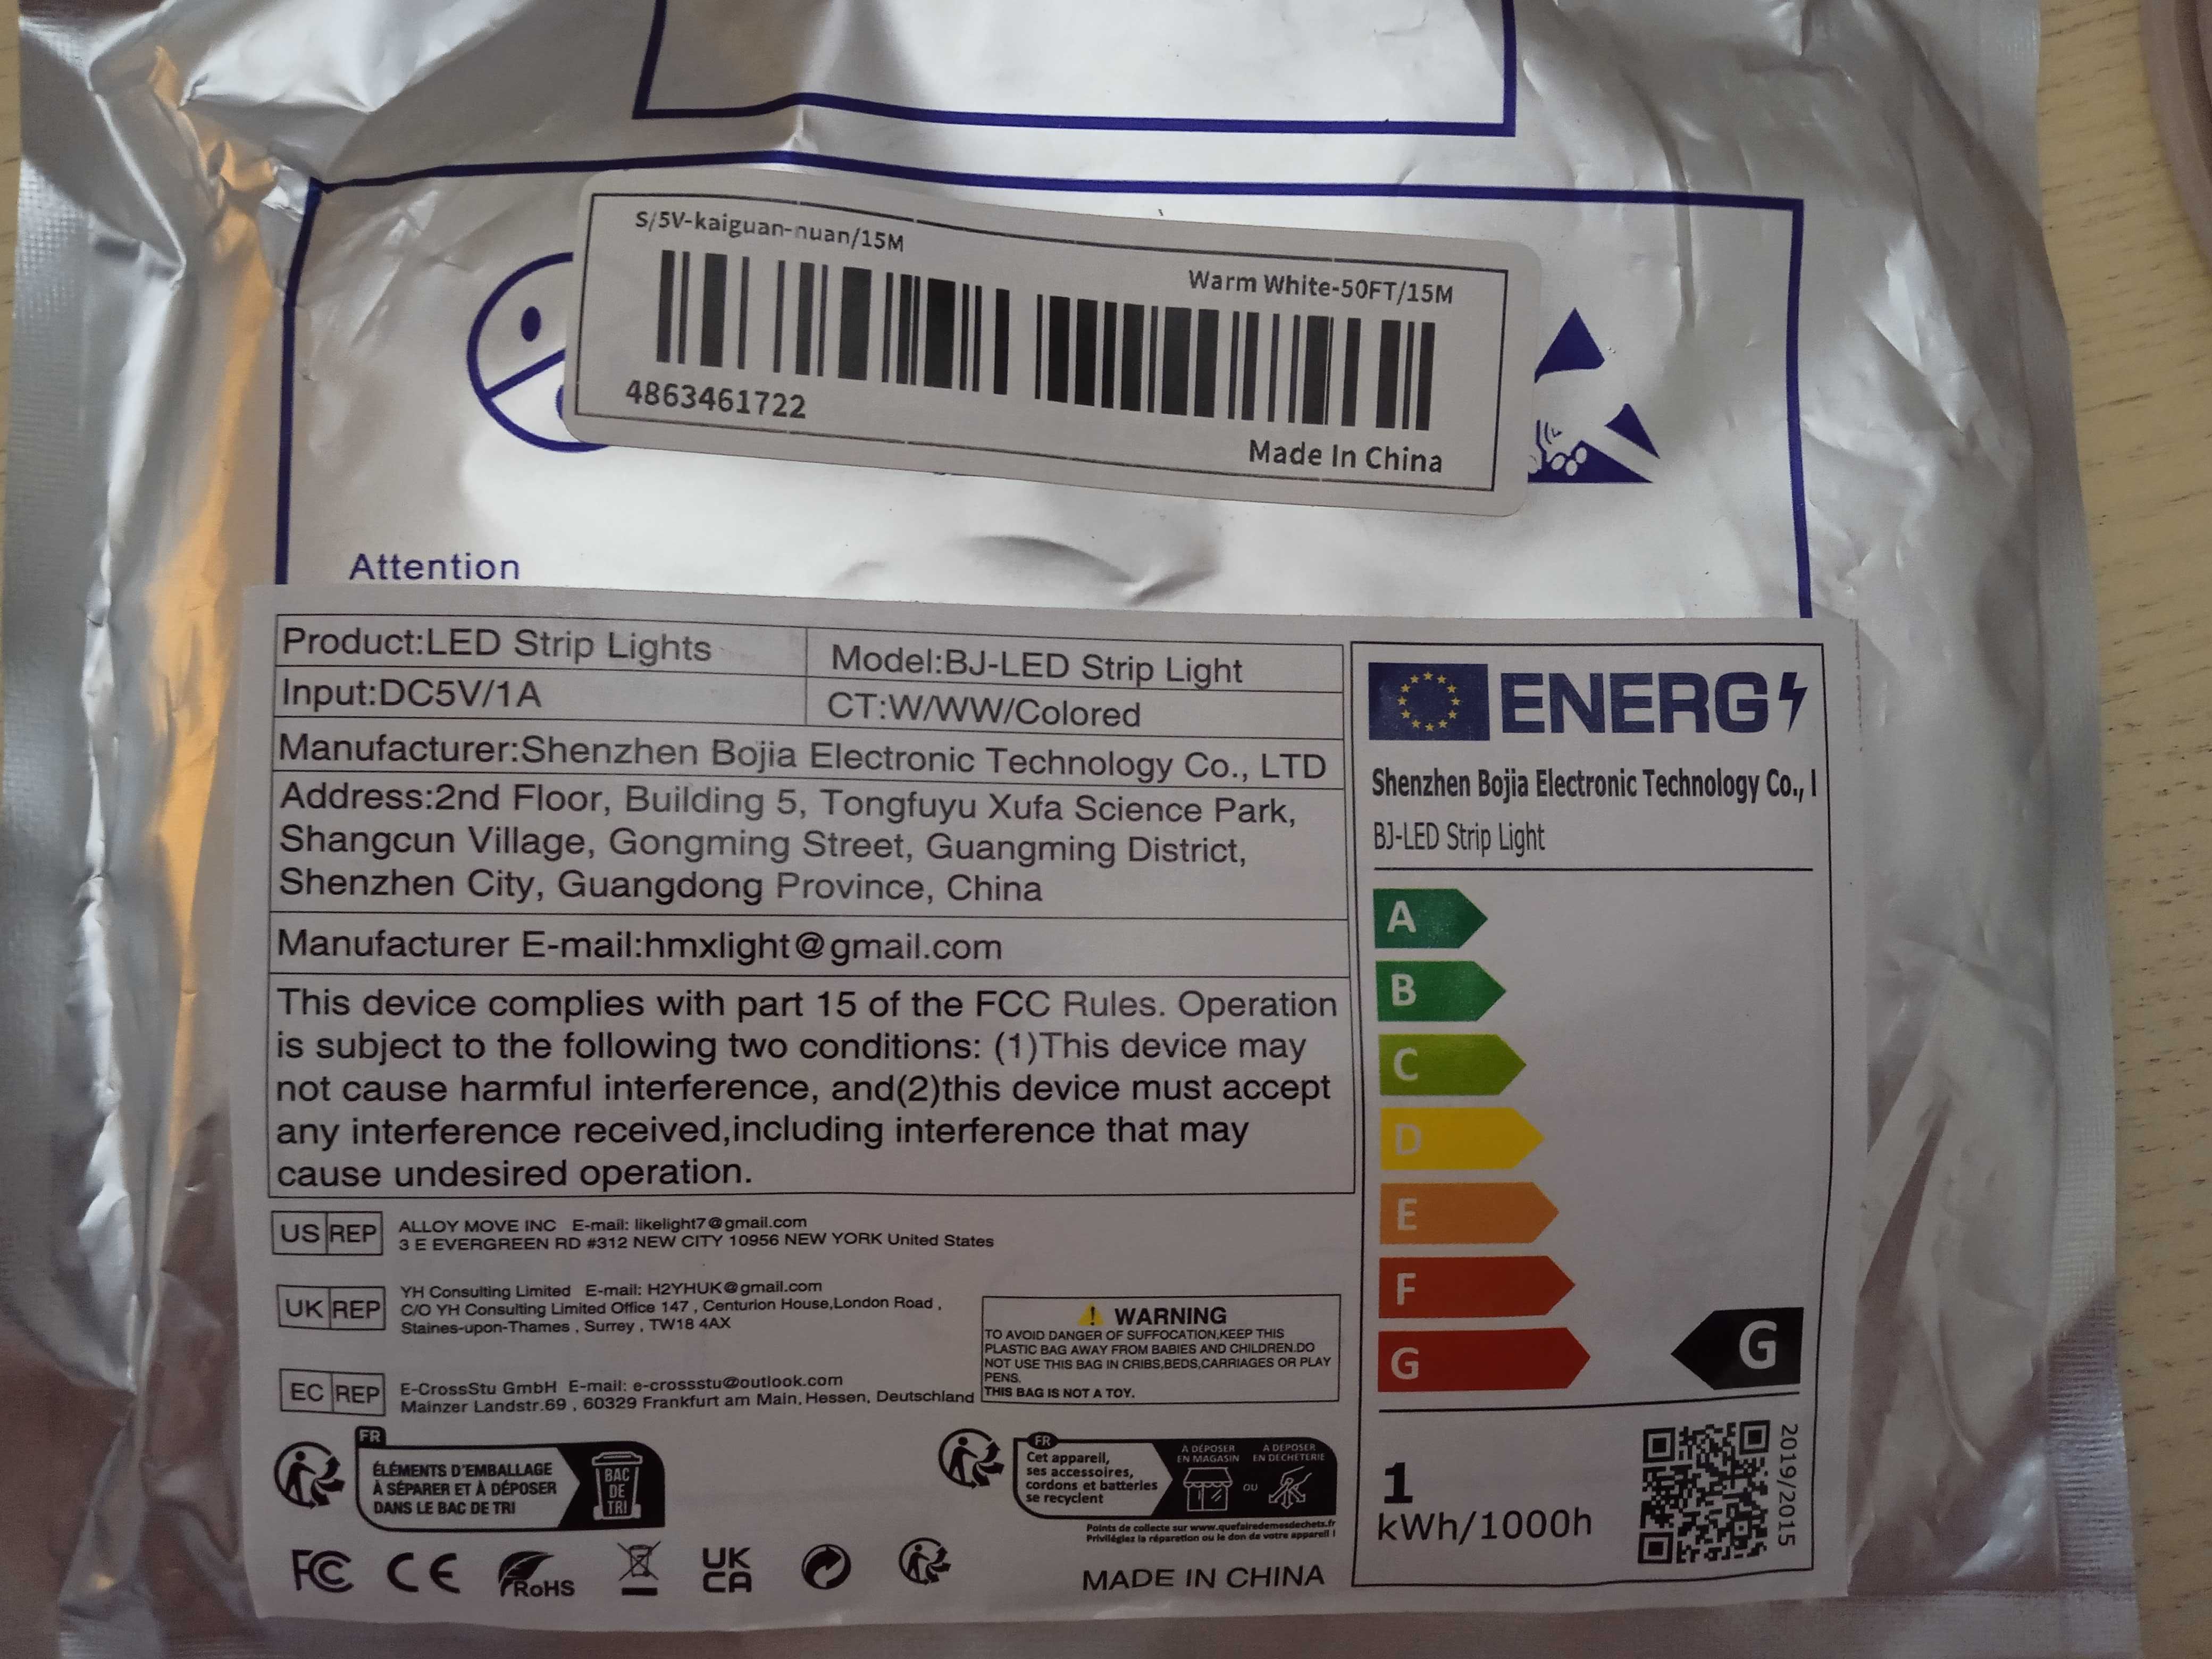 S/5V-kaiguan-nuan/15M
Warm White-50FT/15M
4863461722
Made In China
Attention
Product:LED Strip Lights
Model:BJ-LED Strip Light
Input:DC5V/1A
CT:W/WW/Colored
Manufacturer:Shenzhen Bojia Electronic Technology Co., LTD
Address:2nd Floor, Building 5, Tongfuyu Xufa Science Park,
Shangcun Village, Gongming Street, Guangming District,
Shenzhen City, Guangdong Province, China
Manufacturer E-mail:hmxlight@gmail.com
This device complies with part 15 of the FCC Rules. Operation
is subject to the following two conditions: (1)This device may
not cause harmful interference, and(2)this device must accept
any interference received,including interference that may
cause undesired operation.
US REP
ALLOY MOVE INC E-mail: likelight7@gmail.com
3 E EVERGREEN RD #312 NEW CITY 10956 NEW YORK United States
UK REP
YH Consulting Limited E-mail: H2YHUK@gmail.com
C/O YH Consulting Limited Office 147 , Centurion House,London Road ,
Staines-upon-Thames , Surrey , TW18 4AX
EC REP
E-CrossStu GmbH E-mail: e-crossstu@outlook.com
Mainzer Landstr.69 , 60329 Frankfurt am Main, Hessen, Deutschland
WARNING
TO AVOID DANGER OF SUFFOCATION,KEEP THIS
PLASTIC BAG AWAY FROM BABIES AND CHILDREN.DO
NOT USE THIS BAG IN CRIBS,BEDS,CARRIAGES OR PLAY
PENS.
THIS BAG IS NOT A TOY.
FR
ÉLÉMENTS D'EMBALLAGE
À SÉPARER ET À DÉPOSER
DANS LE BAC DE TRI
BAC
DE
TRI
FR
Cet appareil,
ses accessoires,
cordons et batteries
se recyclent
A DÉPOSER
EN MAGASIN
OU
A DÉPOSER
EN DÉCHÈTERIE
Points de collecte sur www.quefairedemesdechets.fr
Privilégiez la réparation ou le don de votre appareil !
FC
CE
RoHS
UK
CA
MADE IN CHINA
ENERG
Shenzhen Bojia Electronic Technology Co., l
BJ-LED Strip Light
A
B
C
D
E
F
G
G
1
kWh/1000h
2019/2015